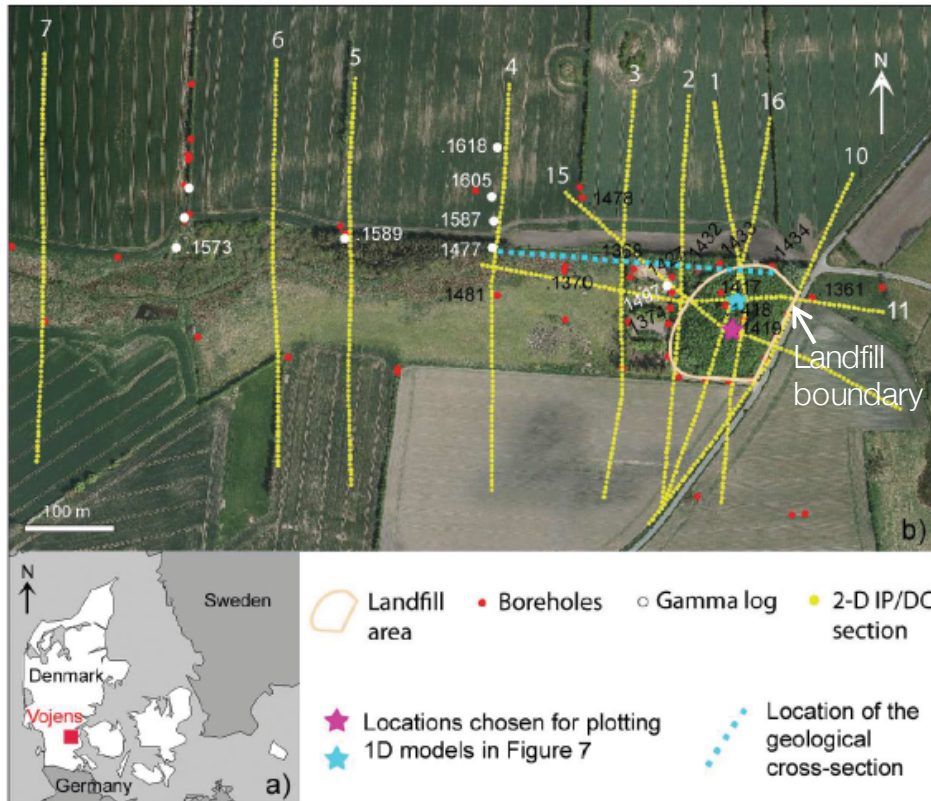 7
6
5
4
3
2
1
16
10
N
.1618
1605
15
1478
.1587
.1573
.1589
1477
1432
1433
1434
.1370
1417
1361
1481
1374
1418
1419
11
Landfill
boundary
100 m
b)
N
Sweden
Denmark
Vojens
Germany
a)
Landfill
area
Boreholes
Gamma log
2-D IP/DC
section
Locations chosen for plotting
1D models in Figure 7
Location of the
geological
cross-section